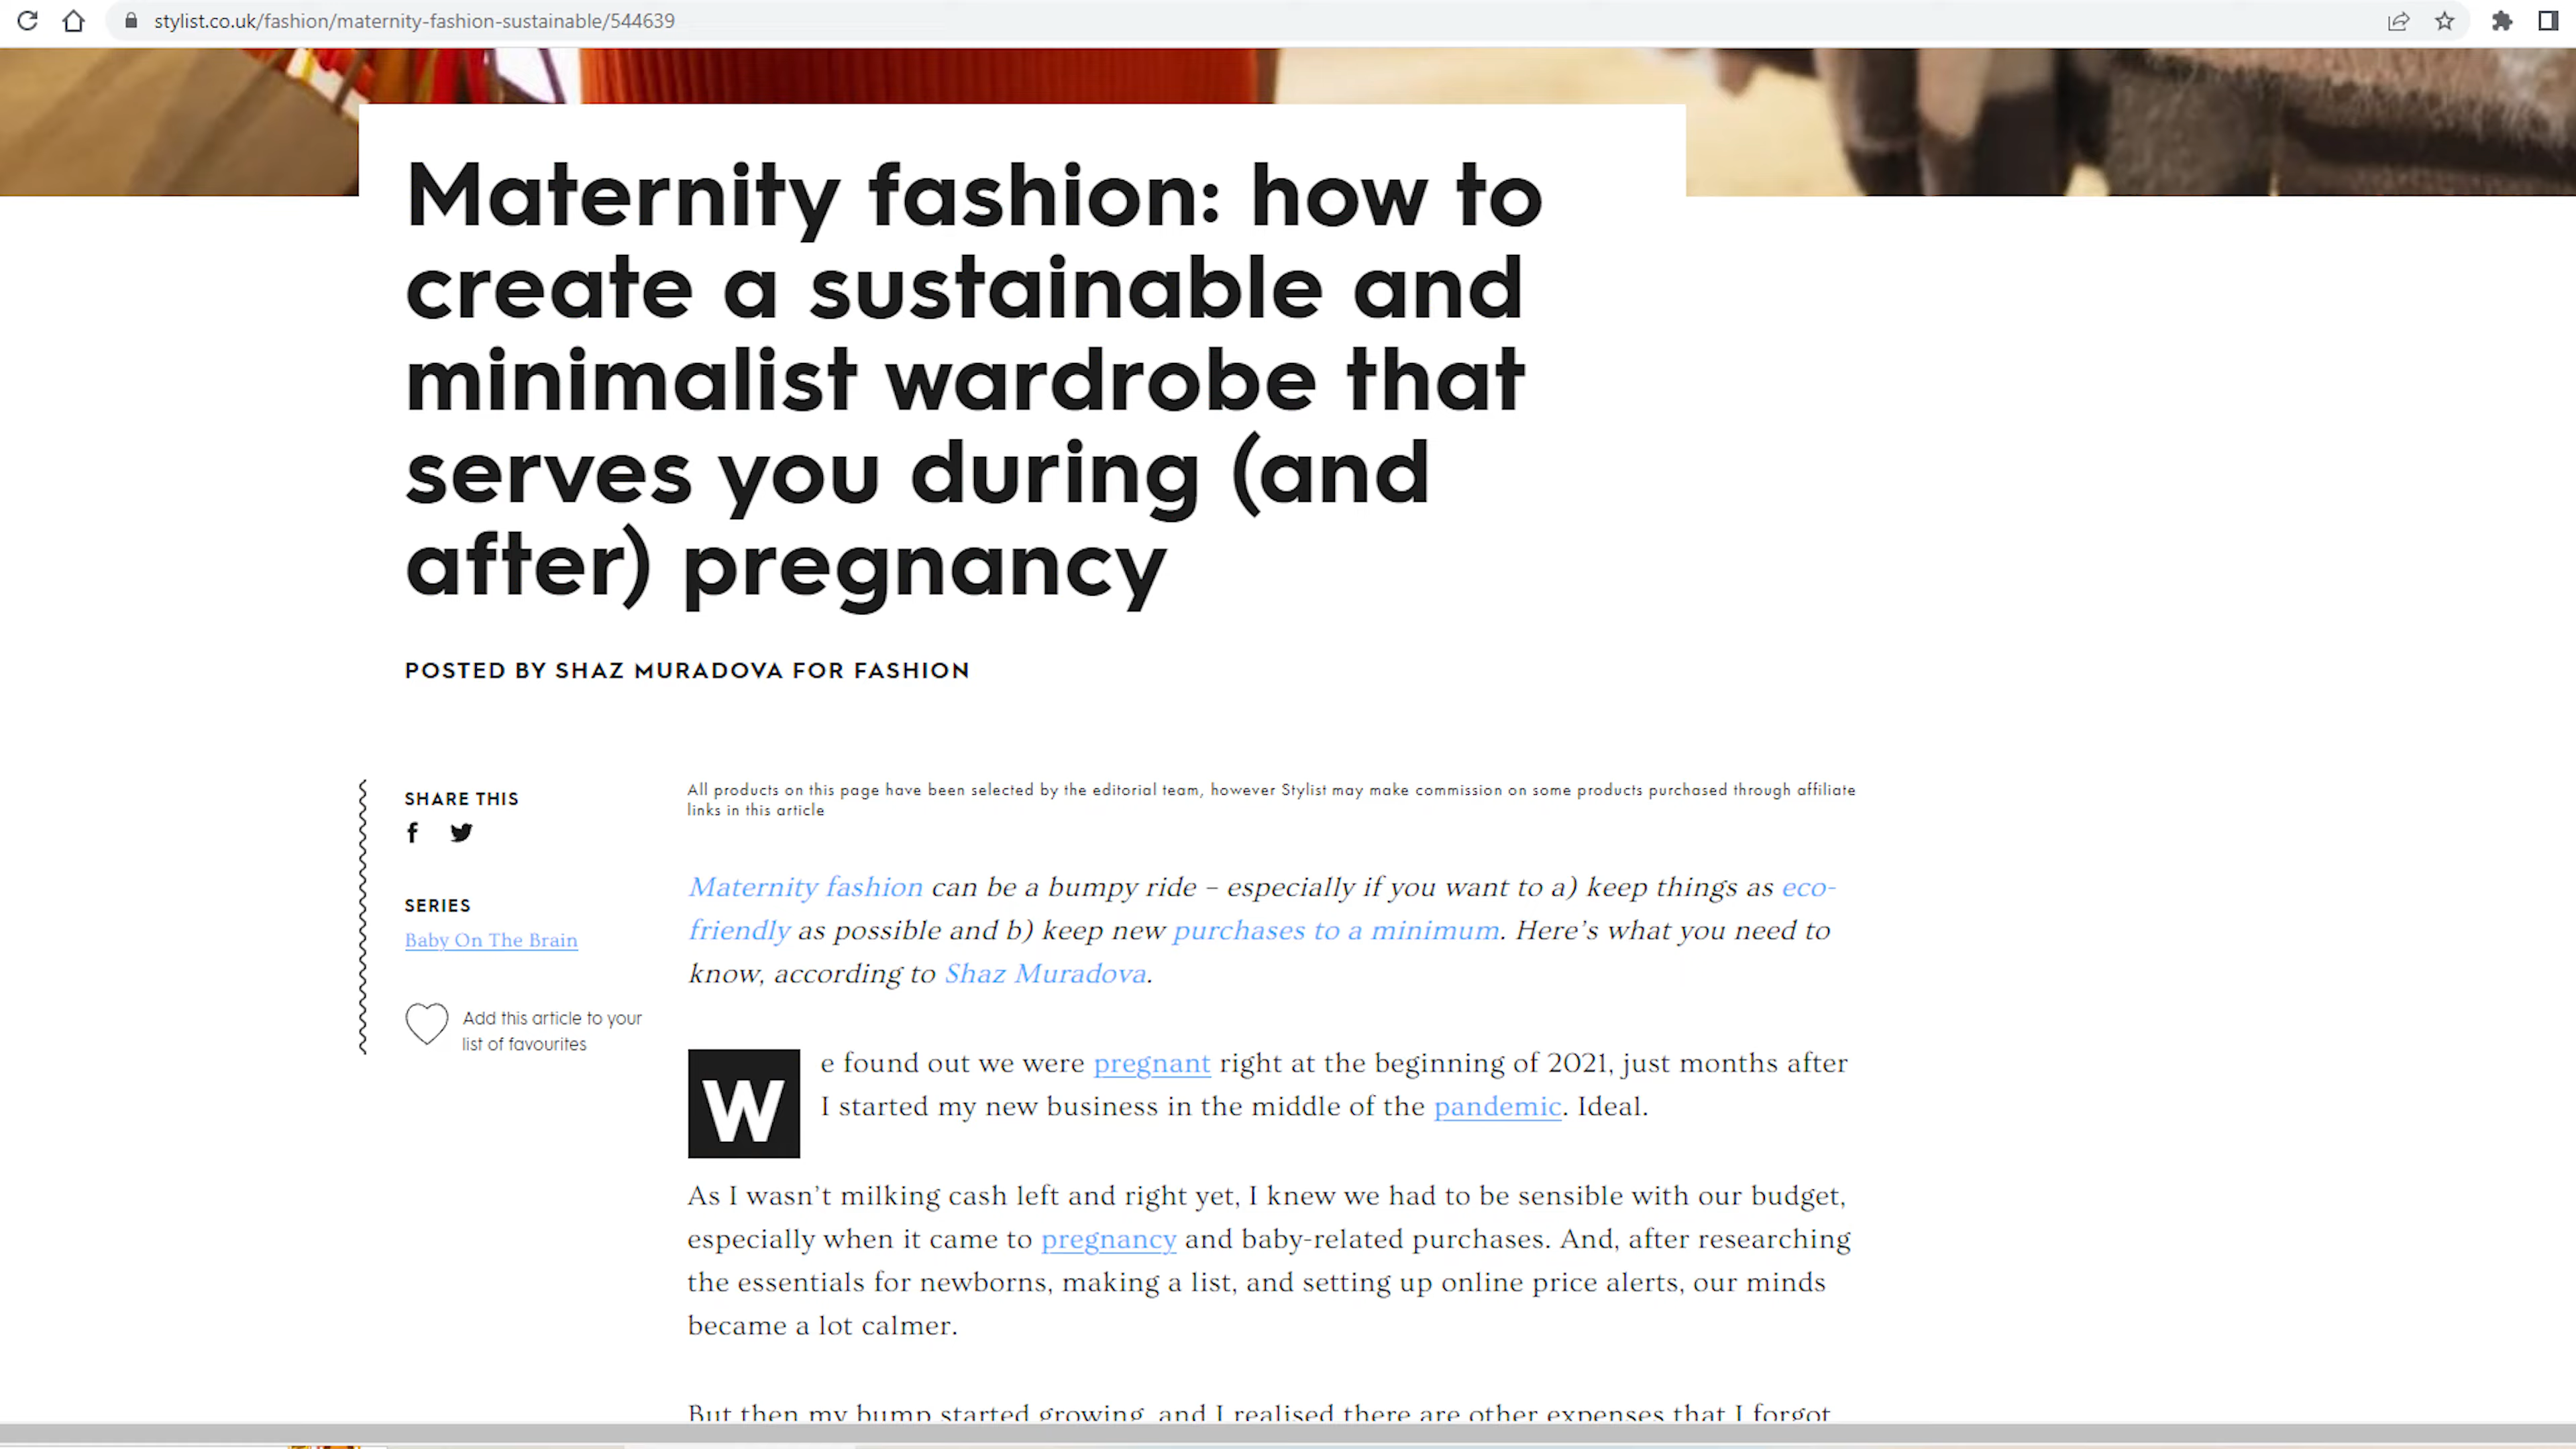 stylist.co.uk/fashion/maternity-fashion-sustainable/544639
Maternity fashion: how to
create a sustainable and
minimalist wardrobe that
serves you during (and
after) pregnancy
POSTED BY SHAZ MURADOVA FOR FASHION
SHARE THIS
SERIES
Baby On The Brain
Add this article to your
list of favourites
All products on this page have been selected by the editorial team, however Stylist may make commission on some products purchased through affiliate
links in this article
Maternity fashion can be a bumpy ride – especially if you want to a) keep things as eco-
friendly as possible and b) keep new purchases to a minimum. Here’s what you need to
know, according to Shaz Muradova.
We found out we were pregnant right at the beginning of 2021, just months after
I started my new business in the middle of the pandemic. Ideal.
As I wasn’t milking cash left and right yet, I knew we had to be sensible with our budget,
especially when it came to pregnancy and baby-related purchases. And, after researching
the essentials for newborns, making a list, and setting up online price alerts, our minds
became a lot calmer.
But then my bump started growing, and I realised there are other expenses that I forgot